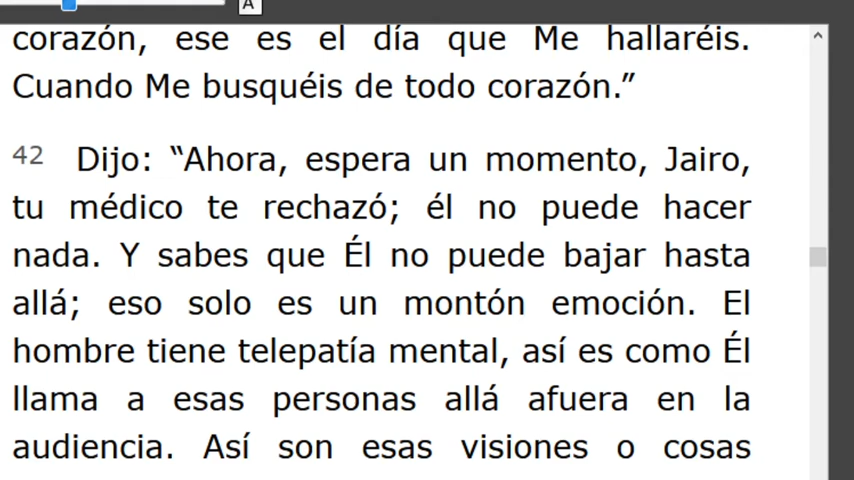 A
corazón, ese es el día que Me hallaréis.
Cuando Me busquéis de todo corazón.”
42 Dijo: “Ahora, espera un momento, Jairo,
tu médico te rechazó; él no puede hacer
nada. Y sabes que Él no puede bajar hasta
allá; eso solo es un montón emoción. El
hombre tiene telepatía mental, así es como Él
llama a esas personas allá afuera en la
audiencia. Así son esas visiones o cosas